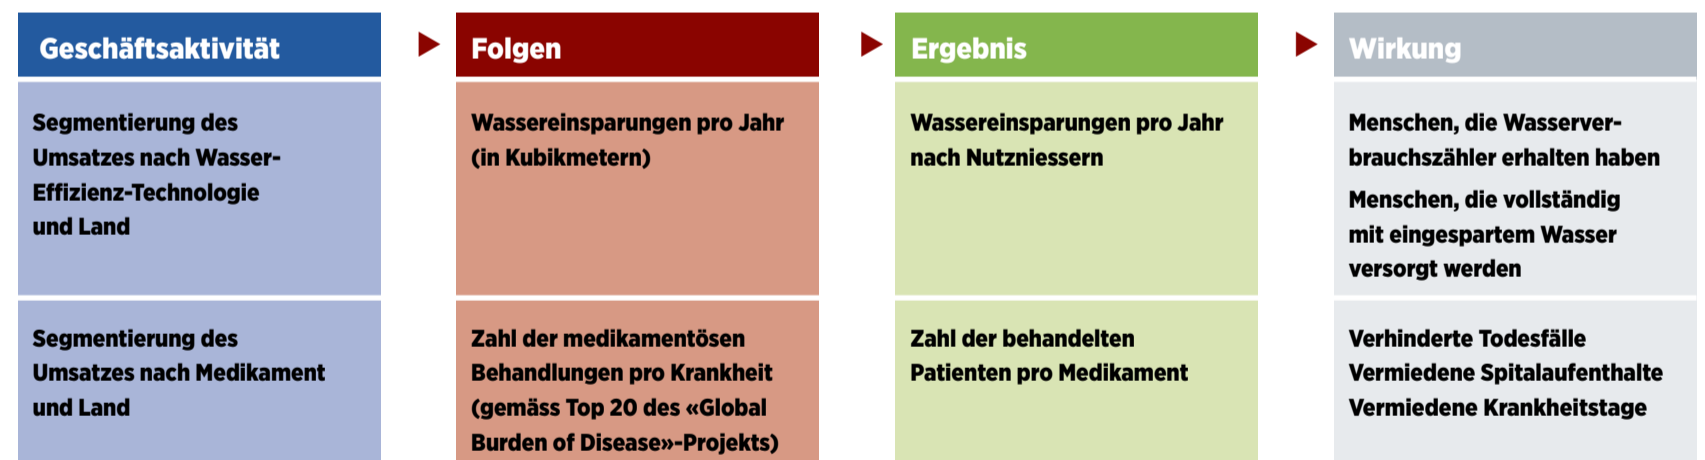 Geschäftsaktivität
Folgen
Ergebnis
Wirkung
Segmentierung des
Umsatzes nach Wasser-
Effizienz-Technologie
und Land
Wassereinsparungen pro Jahr
(in Kubikmetern)
Wassereinsparungen pro Jahr
nach Nutzniessern
Menschen, die Wasserver-
brauchszähler erhalten haben
Menschen, die vollständig
mit eingespartem Wasser
versorgt werden
Segmentierung des
Umsatzes nach Medikament
und Land
Zahl der medikamentösen
Behandlungen pro Krankheit
(gemäss Top 20 des «Global
Burden of Disease»-Projekts)
Zahl der behandelten
Patienten pro Medikament
Verhinderte Todesfälle
Vermiedene Spitalaufenthalte
Vermiedene Krankheitstage